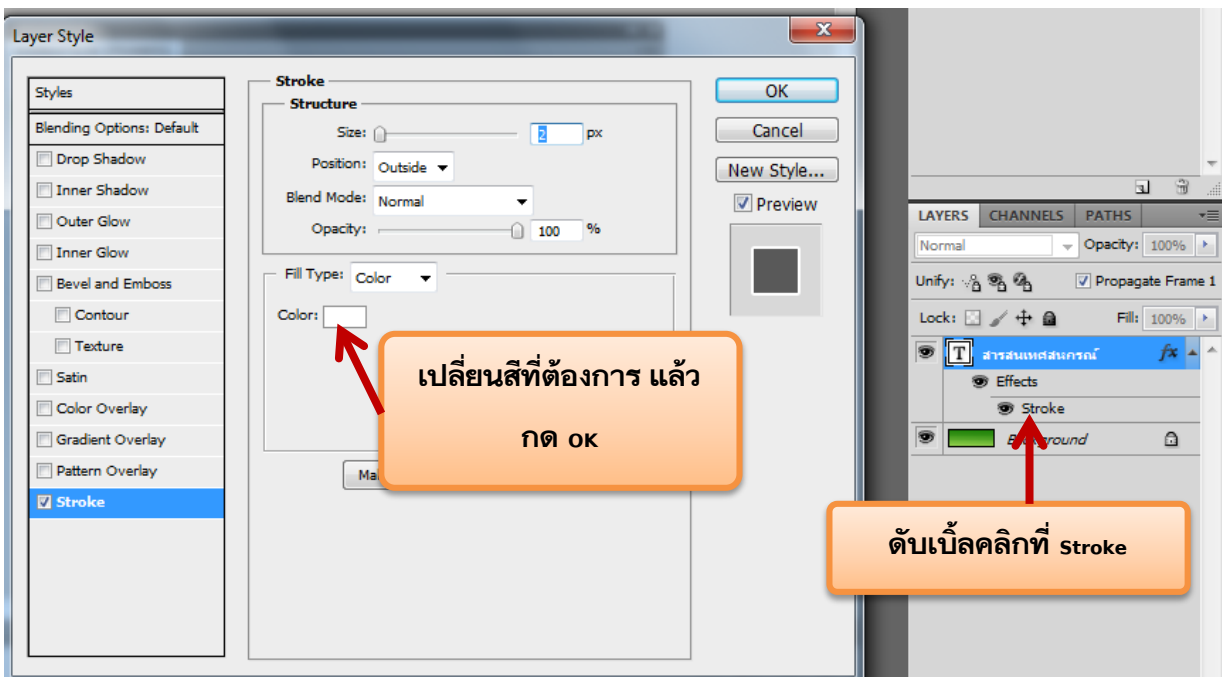 Layer Style
Styles
Blending Options: Default
Drop Shadow
Inner Shadow
Outer Glow
Inner Glow
Bevel and Emboss
Contour
Texture
Satin
Color Overlay
Gradient Overlay
Pattern Overlay
Stroke
Stroke
Structure
Size: 2 px
Position: Outside
Blend Mode: Normal
Opacity: 100 %
Fill Type: Color
Color:
เปลี่ยนสีที่ต้องการ แล้ว
กด OK
OK
Cancel
New Style...
Preview
LAYERS CHANNELS PATHS
Normal Opacity: 100%
Unify: Propagate Frame 1
Lock: Fill: 100%
T สารสนเทศสหกรณ์ fx
Effects
Stroke
Background
ดับเบิ้ลคลิกที่ Stroke